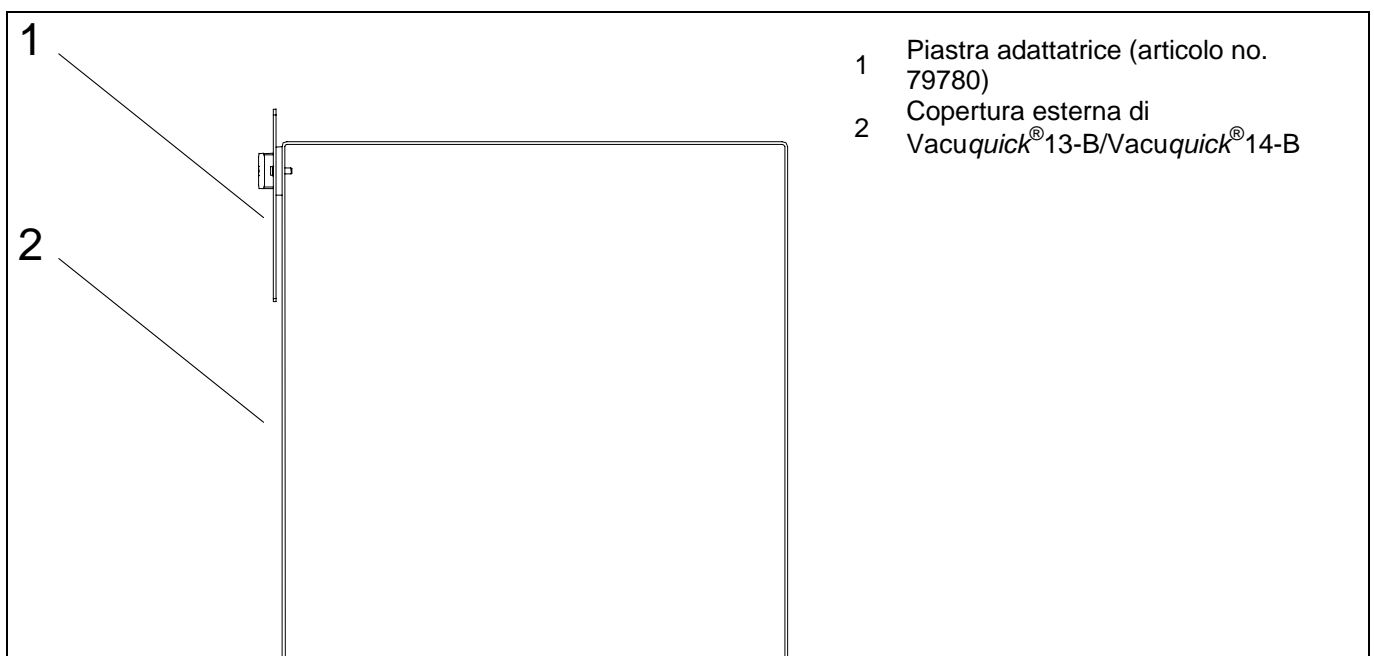 1
2
1 Piastra adattatrice (articolo no.
79780)
2 Copertura esterna di
Vacuquick®13-B/Vacuquick®14-B